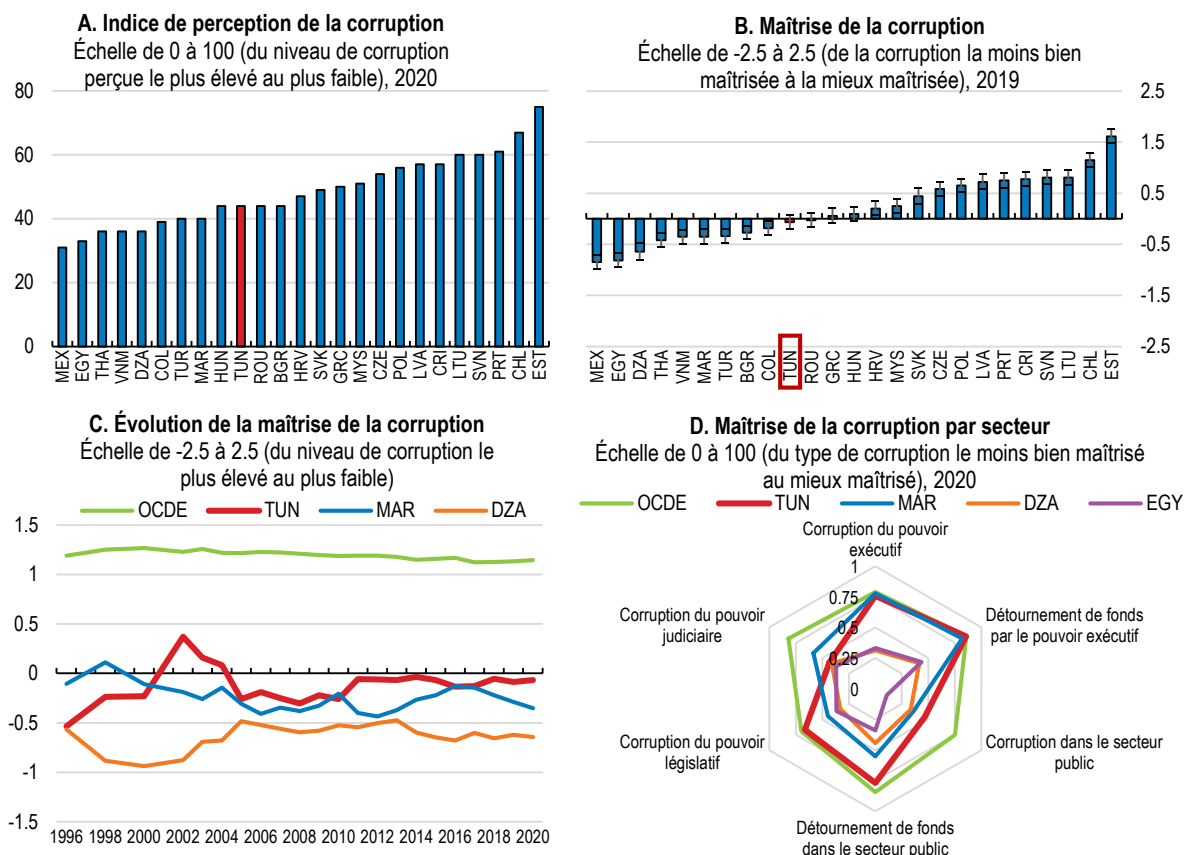 A. Indice de perception de la corruption
Échelle de 0 à 100 (du niveau de corruption
perçue le plus élevé au plus faible), 2020
80
60
40
20
0
MEX
EGY
THA
VNM
DZA
COL
TUR
MAR
HUN
TUN
ROU
BGR
HRV
SVK
GRC
MYS
CZE
POL
LVA
CRI
LTU
SVN
PRT
CHL
EST
B. Maîtrise de la corruption
Échelle de -2.5 à 2.5 (de la corruption la moins bien
maîtrisée à la mieux maîtrisée), 2019
2.5
1.5
0.5
-0.5
-1.5
-2.5
MEX
EGY
DZA
THA
VNM
MAR
TUR
BGR
COL
TUN
ROU
GRC
HUN
HRV
MYS
SVK
CZE
POL
LVA
PRT
CRI
SVN
LTU
CHL
EST
C. Évolution de la maîtrise de la corruption
Échelle de -2.5 à 2.5 (du niveau de corruption le
plus élevé au plus faible)
OCDE TUN MAR DZA
1.5
1
0.5
0
-0.5
-1
-1.5
1996 1998 2000 2002 2004 2006 2008 2010 2012 2014 2016 2018 2020
D. Maîtrise de la corruption par secteur
Échelle de 0 à 100 (du type de corruption le moins bien maîtrisé
au mieux maîtrisé), 2020
OCDE TUN MAR DZA EGY
Corruption du pouvoir
exécutif
1
0.75
0.5
0.25
0
Détournement de fonds
par le pouvoir exécutif
Corruption dans le secteur
public
Détournement de fonds
dans le secteur public
Corruption du pouvoir
législatif
Corruption du pouvoir
judiciaire